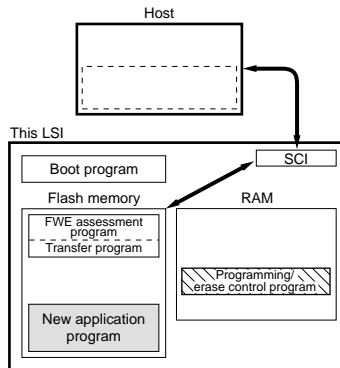 Host
This LSI
SCI
Boot program
Flash memory
RAM
FWE assessment
program
Transfer program
Programming/
erase control program
New application
program